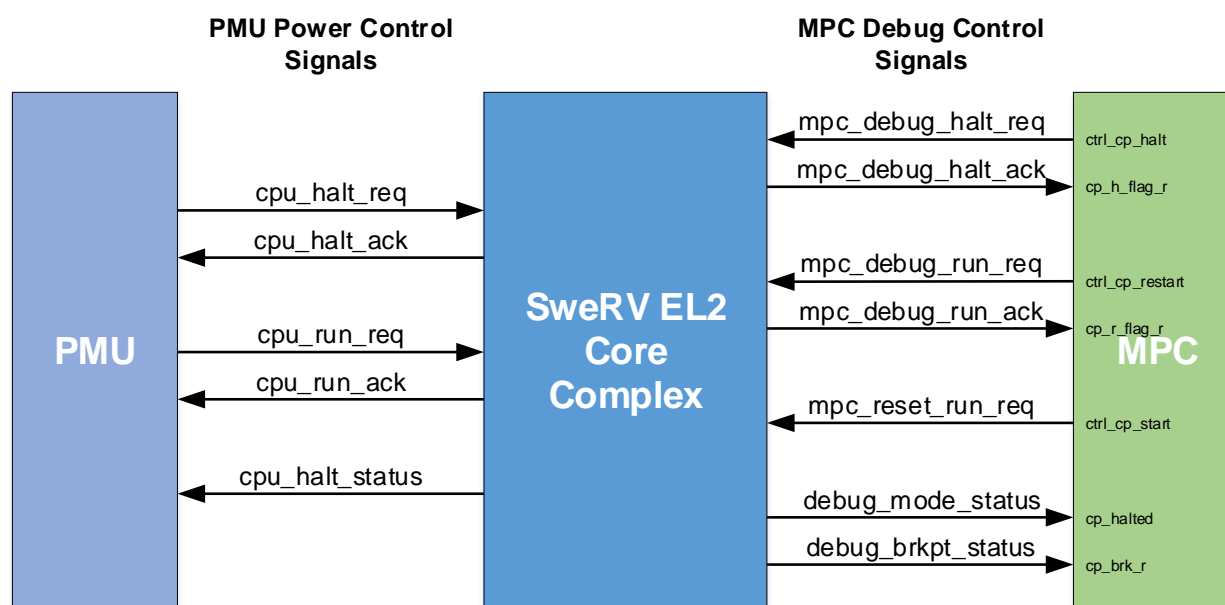 PMU Power Control
Signals
MPC Debug Control
Signals
PMU
cpu_halt_req
cpu_halt_ack
cpu_run_req
cpu_run_ack
cpu_halt_status
SweRV EL2
Core
Complex
mpc_debug_halt_req
mpc_debug_halt_ack
mpc_debug_run_req
mpc_debug_run_ack
mpc_reset_run_req
debug_mode_status
debug_brkpt_status
ctrl_cp_halt
cp_h_flag_r
ctrl_cp_restart
cp_r_flag_r
MPC
ctrl_cp_start
cp_halted
cp_brk_r